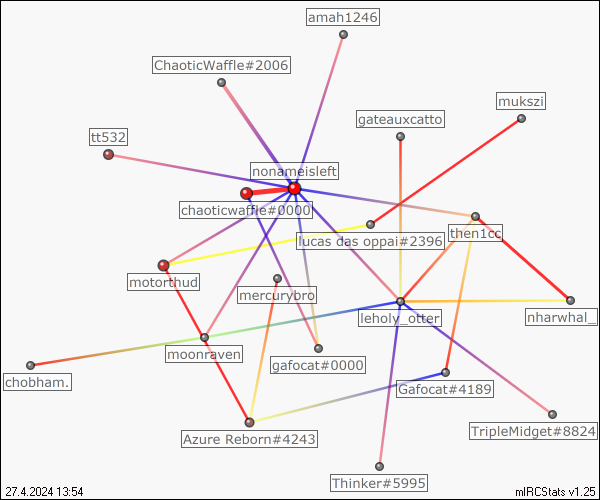 amah1246
ChaoticWaffle#2006
mukszi
gateauxcatto
tt532
nonameisleft
chaoticwaffle#0000
then1cc
lucas das oppai#2396
motorthud
mercurybro
leholy_otter
nharwhal_
moonraven
gafocat#0000
chobham.
Gafocat#4189
TripleMidget#8824
Azure Reborn#4243
Thinker#5995
27.4.2024 13:54
mIRCStats v1.25